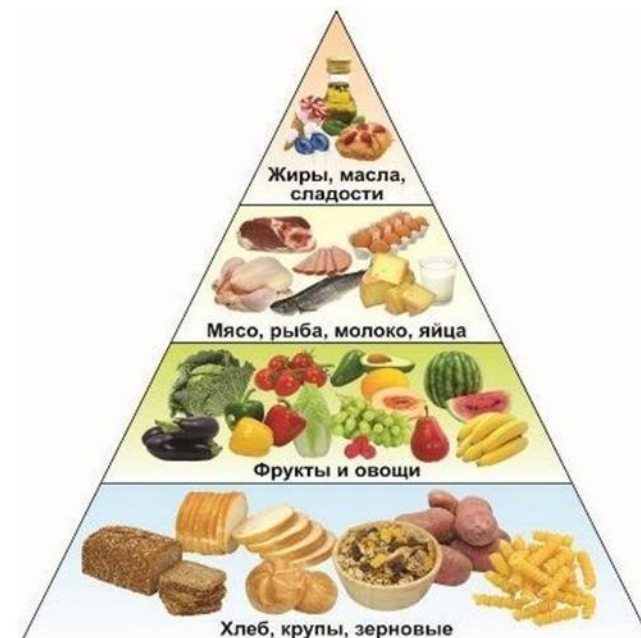 Жиры, масла,
сладости
Мясо, рыба, молоко, яйца
Фрукты и овощи
Хлеб, крупы, зерновые